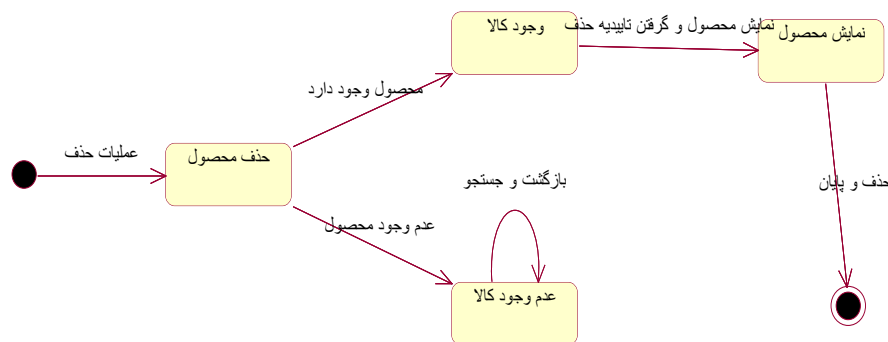 وجود کالا
نمایش محصول و گرفتن تاییدیه حذف
نمایش محصول
محصول وجود دارد
عملیات حذف
حذف محصول
بازگشت و جستجو
حذف و پایان
عدم وجود محصول
عدم وجود کالا